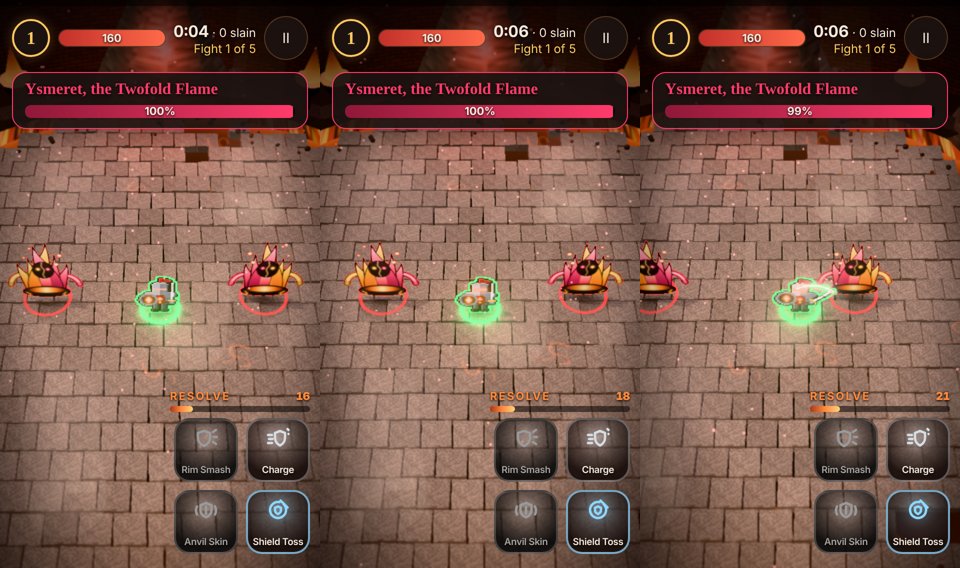 1
160
0:04 · 0 slain
Fight 1 of 5
Ysmeret, the Twofold Flame
100%
RESOLVE 16
Rim Smash
Charge
Anvil Skin
Shield Toss
1
160
0:06 · 0 slain
Fight 1 of 5
Ysmeret, the Twofold Flame
100%
RESOLVE 18
Rim Smash
Charge
Anvil Skin
Shield Toss
1
160
0:06 · 0 slain
Fight 1 of 5
Ysmeret, the Twofold Flame
99%
RESOLVE 21
Rim Smash
Charge
Anvil Skin
Shield Toss